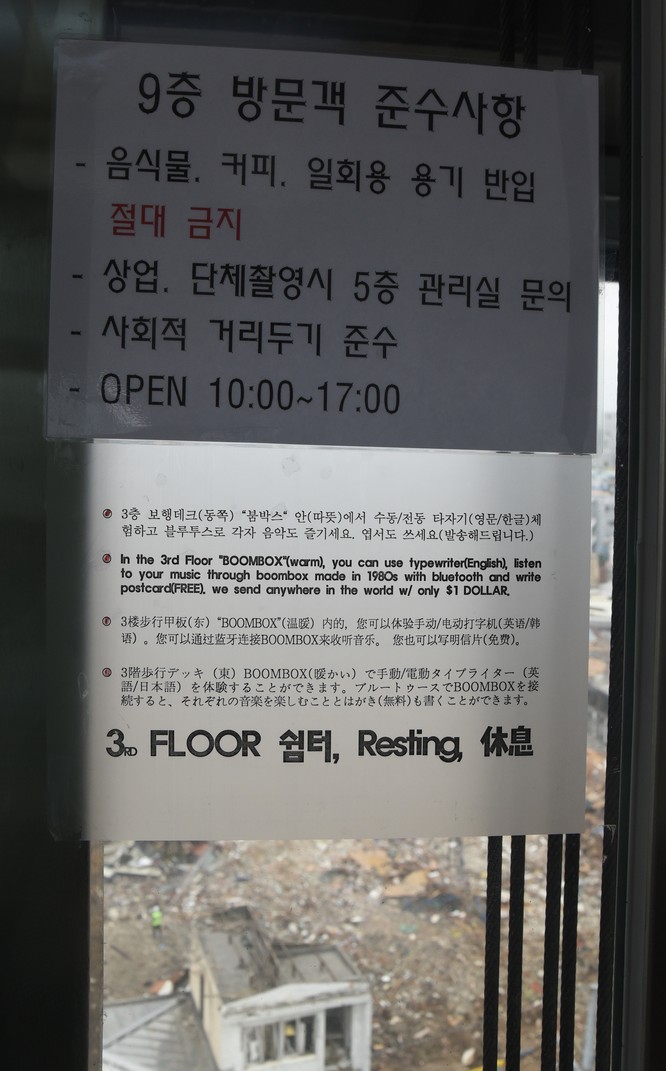 9층 방문객 준수사항
- 음식물. 커피. 일회용 용기 반입
절대 금지
- 상업. 단체촬영시 5층 관리실 문의
- 사회적 거리두기 준수
- OPEN 10:00~17:00
3층 보행데크(동쪽) "붐박스" 안(따뜻)에서 수동/전동 타자기(영문/한글)체
험하고 블루투스로 각자 음악도 즐기세요. 엽서도 쓰세요(발송해드립니다.)
In the 3rd Floor "BOOMBOX"(warm), you can use typewriter(English), listen
to your music through boombox made in 1980s with bluetooth and write
postcard(FREE). we send anywhere in the world w/ only $1 DOLLAR.
3楼步行甲板(东) “BOOMBOX”(温暖) 内的, 您可以体验手动/电动打字机(英语/韩
语) 。您可以通过蓝牙连接BOOMBOX来收听音乐。 您也可以写明信片(免费)。
3階歩行デッキ (東) BOOMBOX(暖かい) で手動/電動タイプライター (英
語/日本語) を体験することができます。ブルートゥースでBOOMBOXを接
続すると、それぞれの音楽を楽しむこととはがき(無料)も書くことができます。
3RD FLOOR 쉼터, Resting, 休息